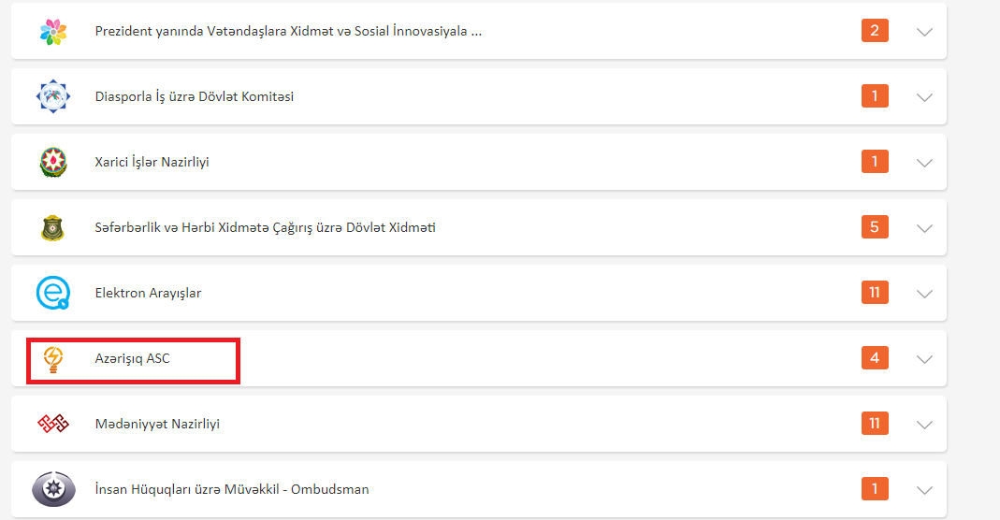 Prezident yanında Vətəndaşlara Xidmət və Sosial İnnovasiyala ... 2
Diasporla İş üzrə Dövlət Komitəsi 1
Xarici İşlər Nazirliyi 1
Səfərbərlik və Hərbi Xidmətə Çağırış üzrə Dövlət Xidməti 5
Elektron Arayışlar 11
Azərişıq ASC 4
Mədəniyyət Nazirliyi 11
İnsan Hüquqları üzrə Müvəkkil - Ombudsman 1